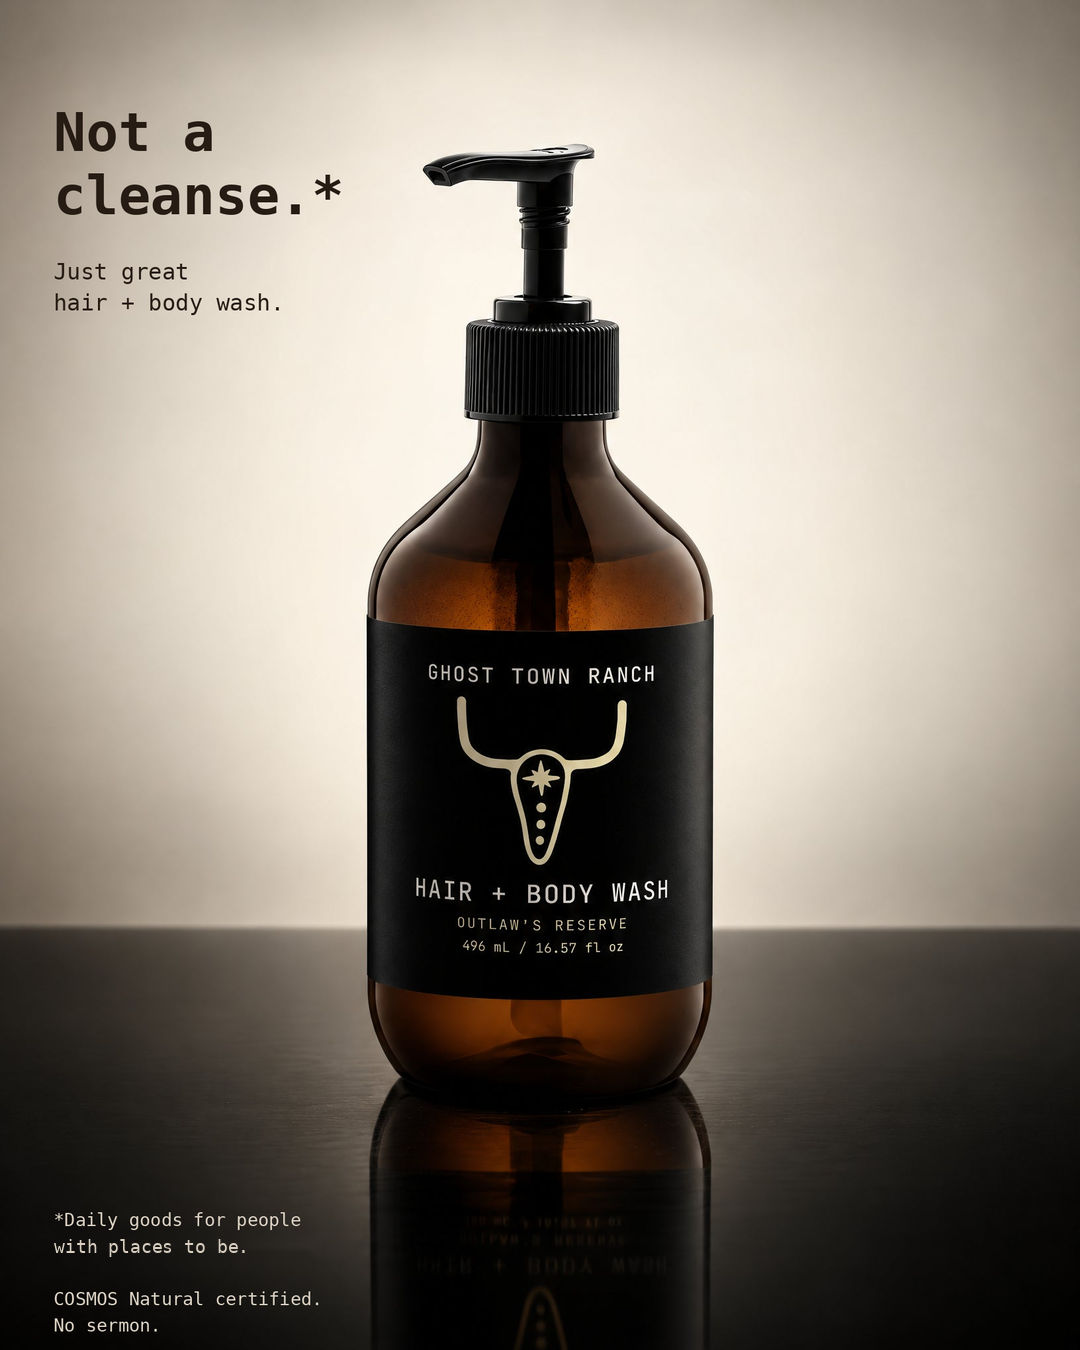 Not a
cleanse.*
Just great
hair + body wash.
GHOST TOWN RANCH
HAIR + BODY WASH
OUTLAW'S RESERVE
496 mL / 16.57 fl oz
*Daily goods for people
with places to be.
COSMOS Natural certified.
No sermon.